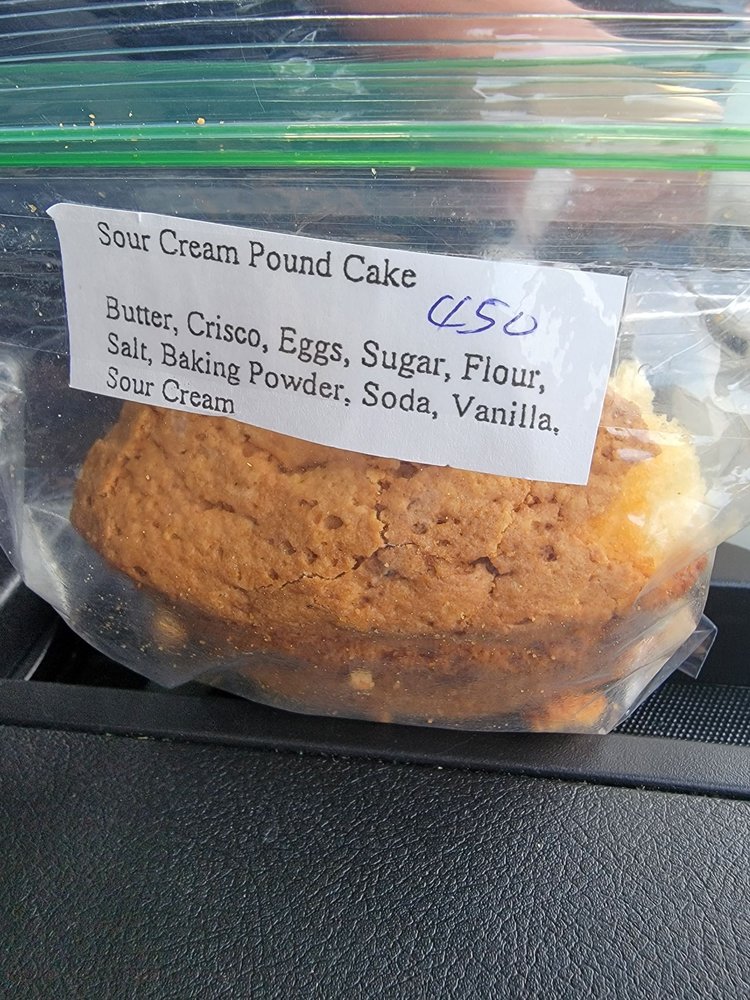 Sour Cream Pound Cake
450
Butter, Crisco, Eggs, Sugar, Flour,
Salt, Baking Powder, Soda, Vanilla,
Sour Cream